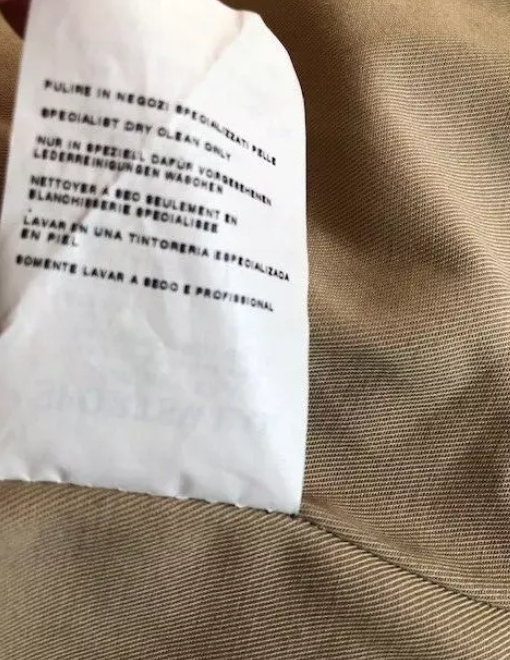 PULIRE IN NEGOZI SPECIALIZZATI PELLE
SPECIALIST DRY CLEAN ONLY
NUR IN SPEZIELL DAFÜR VORGESEHENEN
LEDERREINIGUNGEN WASCHEN
NETTOYER A SEC SEULEMENT EN
BLANCHISSERIE SPECIALISEE
LAVAR EN UNA TINTORERIA ESPECIALIZADA
EN PIEL
SOMENTE LAVAR A SECO E PROFISSIONAL